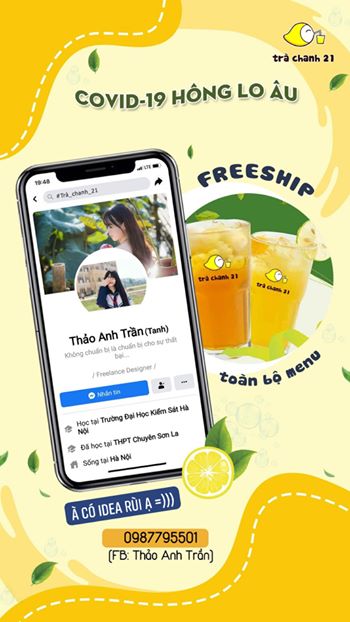 trà chanh 21
COVID-19 HÔNG LO ÂU
19:48
LTE
#Trà_chanh_21
FREESHIP
trà chanh 21
trà chanh 21
toàn bộ menu
Thảo Anh Trần (Tanh)
Không chuẩn bị là chuẩn bị cho sự thất
bại...
/ Freelance Designer /
Nhắn tin
Học tại Trường Đại Học Kiểm Sát Hà
Nội
Đã học tại THPT Chuyên Sơn La
Sống tại Hà Nội
À CÓ IDEA RÙI Ạ =)))
0987795501
(FB: Thảo Anh Trần)